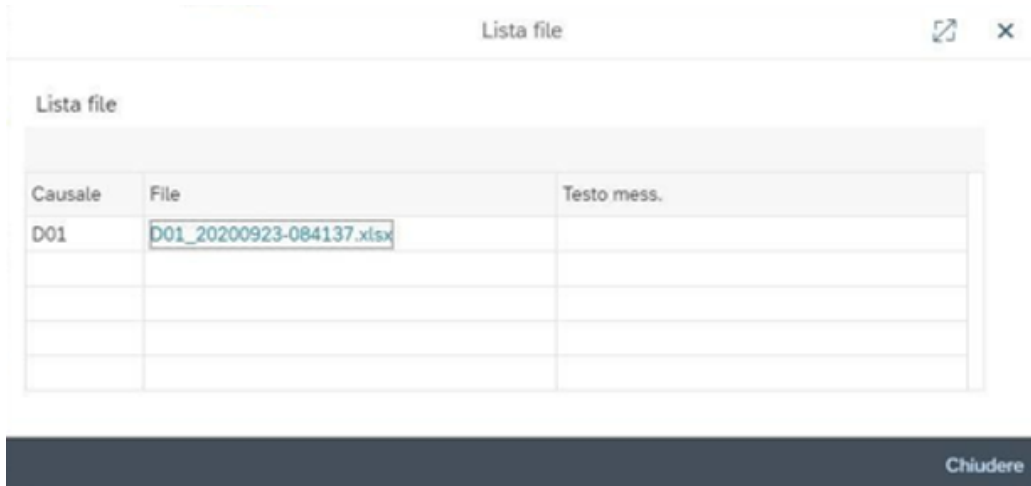 Lista file
Lista file
Causale File Testo mess.
D01 D01_20200923-084137.xlsx
Chiudere